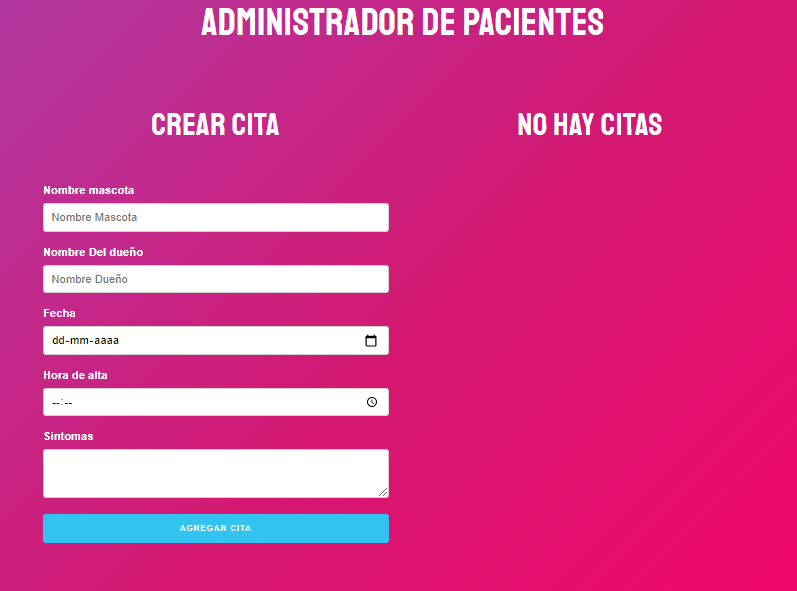 ADMINISTRADOR DE PACIENTES
CREAR CITA
NO HAY CITAS
Nombre mascota
Nombre Mascota
Nombre Del dueño
Nombre Dueño
Fecha
dd-mm-aaaa
Hora de alta
--:--
Sintomas
AGREGAR CITA